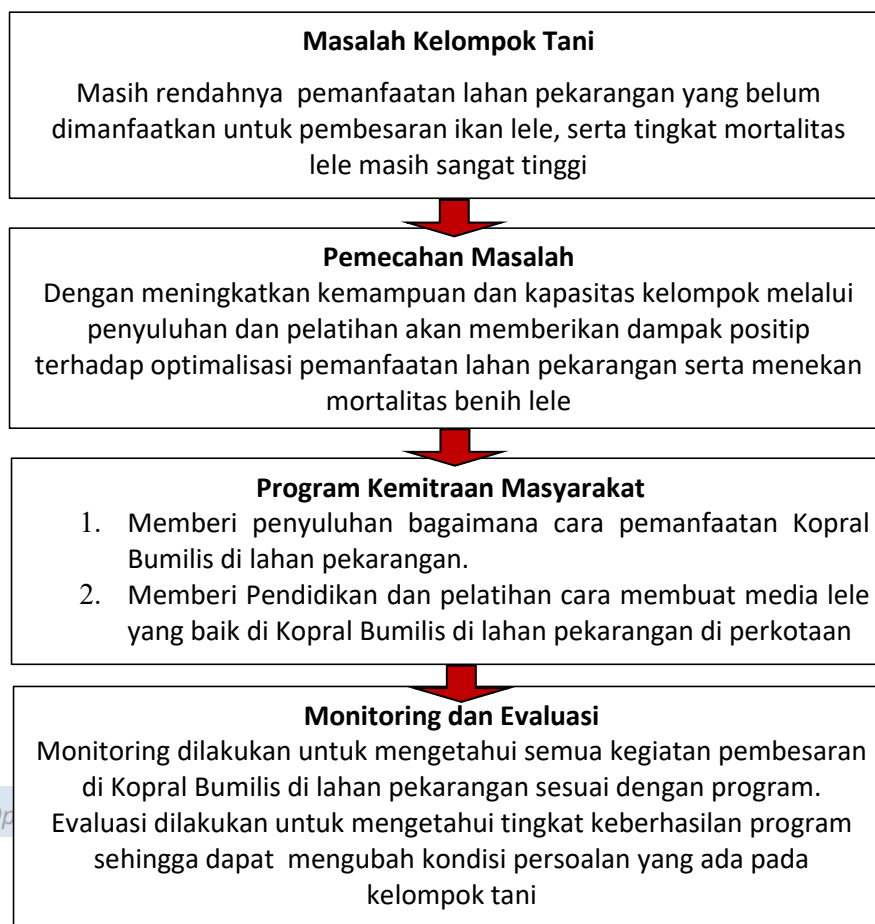 Masalah Kelompok Tani
Masih rendahnya pemanfaatan lahan pekarangan yang belum
dimanfaatkan untuk pembesaran ikan lele, serta tingkat mortalitas
lele masih sangat tinggi
Pemecahan Masalah
Dengan meningkatkan kemampuan dan kapasitas kelompok melalui
penyuluhan dan pelatihan akan memberikan dampak positip
terhadap optimalisasi pemanfaatan lahan pekarangan serta menekan
mortalitas benih lele
Program Kemitraan Masyarakat
1. Memberi penyuluhan bagaimana cara pemanfaatan Kopral
Bumilis di lahan pekarangan.
2. Memberi Pendidikan dan pelatihan cara membuat media lele
yang baik di Kopral Bumilis di lahan pekarangan di perkotaan
Monitoring dan Evaluasi
Monitoring dilakukan untuk mengetahui semua kegiatan pembesaran
di Kopral Bumilis di lahan pekarangan sesuai dengan program.
Evaluasi dilakukan untuk mengetahui tingkat keberhasilan program
sehingga dapat mengubah kondisi persoalan yang ada pada
kelompok tani